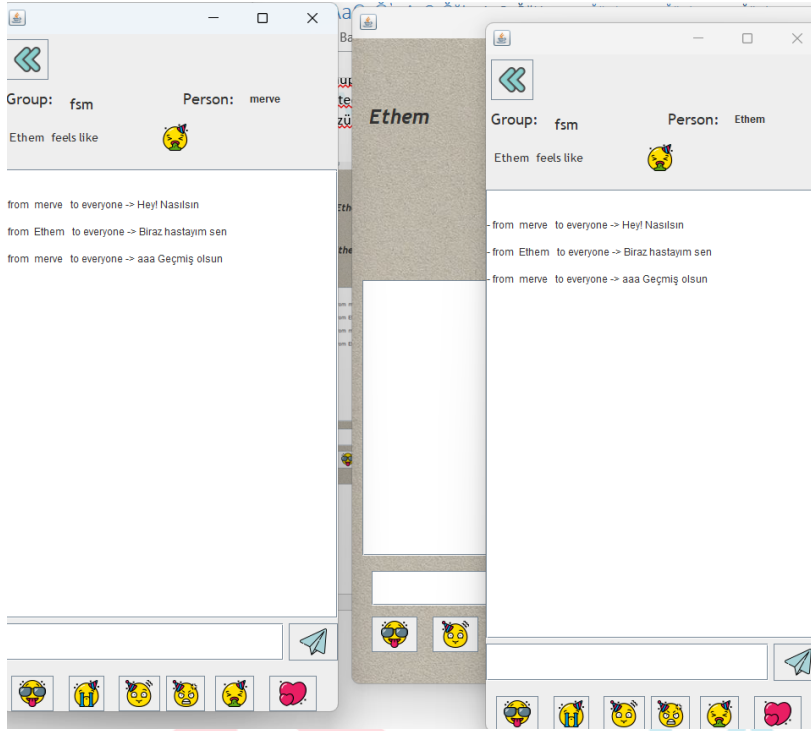 Group: fsm Person: merve
Ethem feels like
from merve to everyone -> Hey! Nasılsın
from Ethem to everyone -> Biraz hastayım sen
from merve to everyone -> aaa Geçmiş olsun
Ethem
Group: fsm Person: Ethem
Ethem feels like
- from merve to everyone -> Hey! Nasılsın
- from Ethem to everyone -> Biraz hastayım sen
- from merve to everyone -> aaa Geçmiş olsun